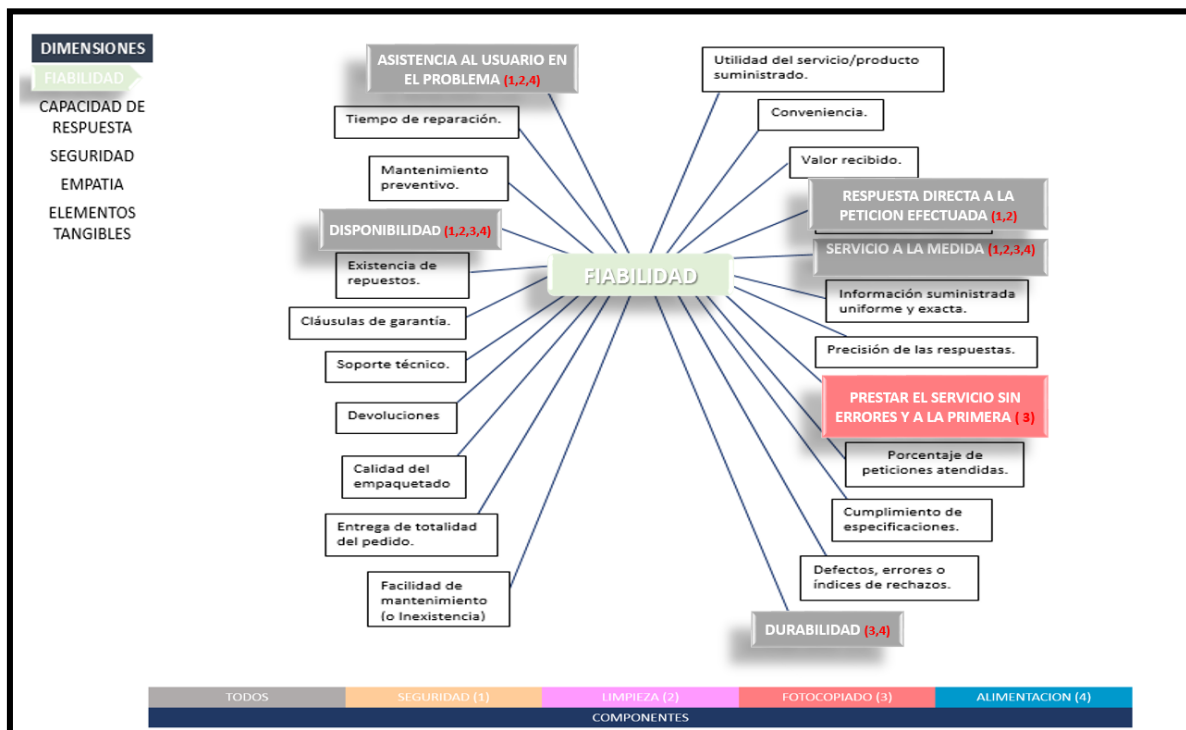 DIMENSIONES
FIABILIDAD
CAPACIDAD DE
RESPUESTA
SEGURIDAD
EMPATIA
ELEMENTOS
TANGIBLES
ASISTENCIA AL USUARIO EN
EL PROBLEMA (1,2,4)
Tiempo de reparación.
Mantenimiento
preventivo.
DISPONIBILIDAD (1,2,3,4)
Existencia de
repuestos.
Cláusulas de garantía.
Soporte técnico.
Devoluciones
Calidad del
empaquetado
Entrega de totalidad
del pedido.
Facilidad de
mantenimiento
(o Inexistencia)
FIABILIDAD
Utilidad del servicio/producto
suministrado.
Conveniencia.
Valor recibido.
RESPUESTA DIRECTA A LA
PETICION EFECTUADA (1,2)
SERVICIO A LA MEDIDA (1,2,3,4)
Información suministrada
uniforme y exacta.
Precisión de las respuestas.
PRESTAR EL SERVICIO SIN
ERRORES Y A LA PRIMERA ( 3)
Porcentaje de
peticiones atendidas.
Cumplimiento de
especificaciones.
Defectos, errores o
índices de rechazos.
DURABILIDAD (3,4)
TODOS
SEGURIDAD (1)
LIMPIEZA (2)
FOTOCOPIADO (3)
ALIMENTACION (4)
COMPONENTES